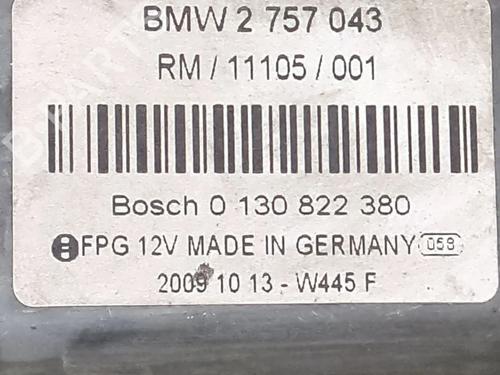 BMW 2 757 043
RM / 11105 / 001
Bosch 0 130 822 380
FPG 12V MADE IN GERMANY 058
2009 10 13 - W445 F
B-PARTS